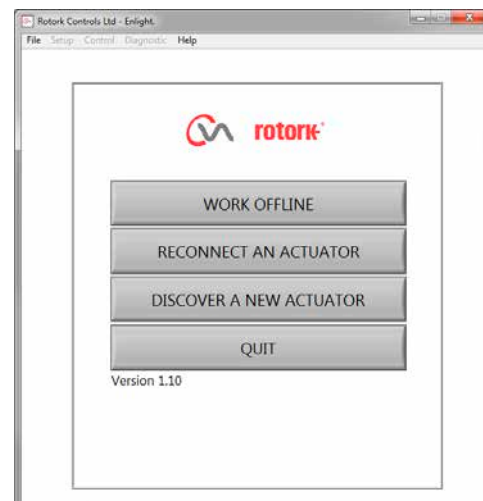 Rotork Controls Ltd - Enlight.
File Setup Control Diagnostic Help
rotork®
WORK OFFLINE
RECONNECT AN ACTUATOR
DISCOVER A NEW ACTUATOR
QUIT
Version 1.10